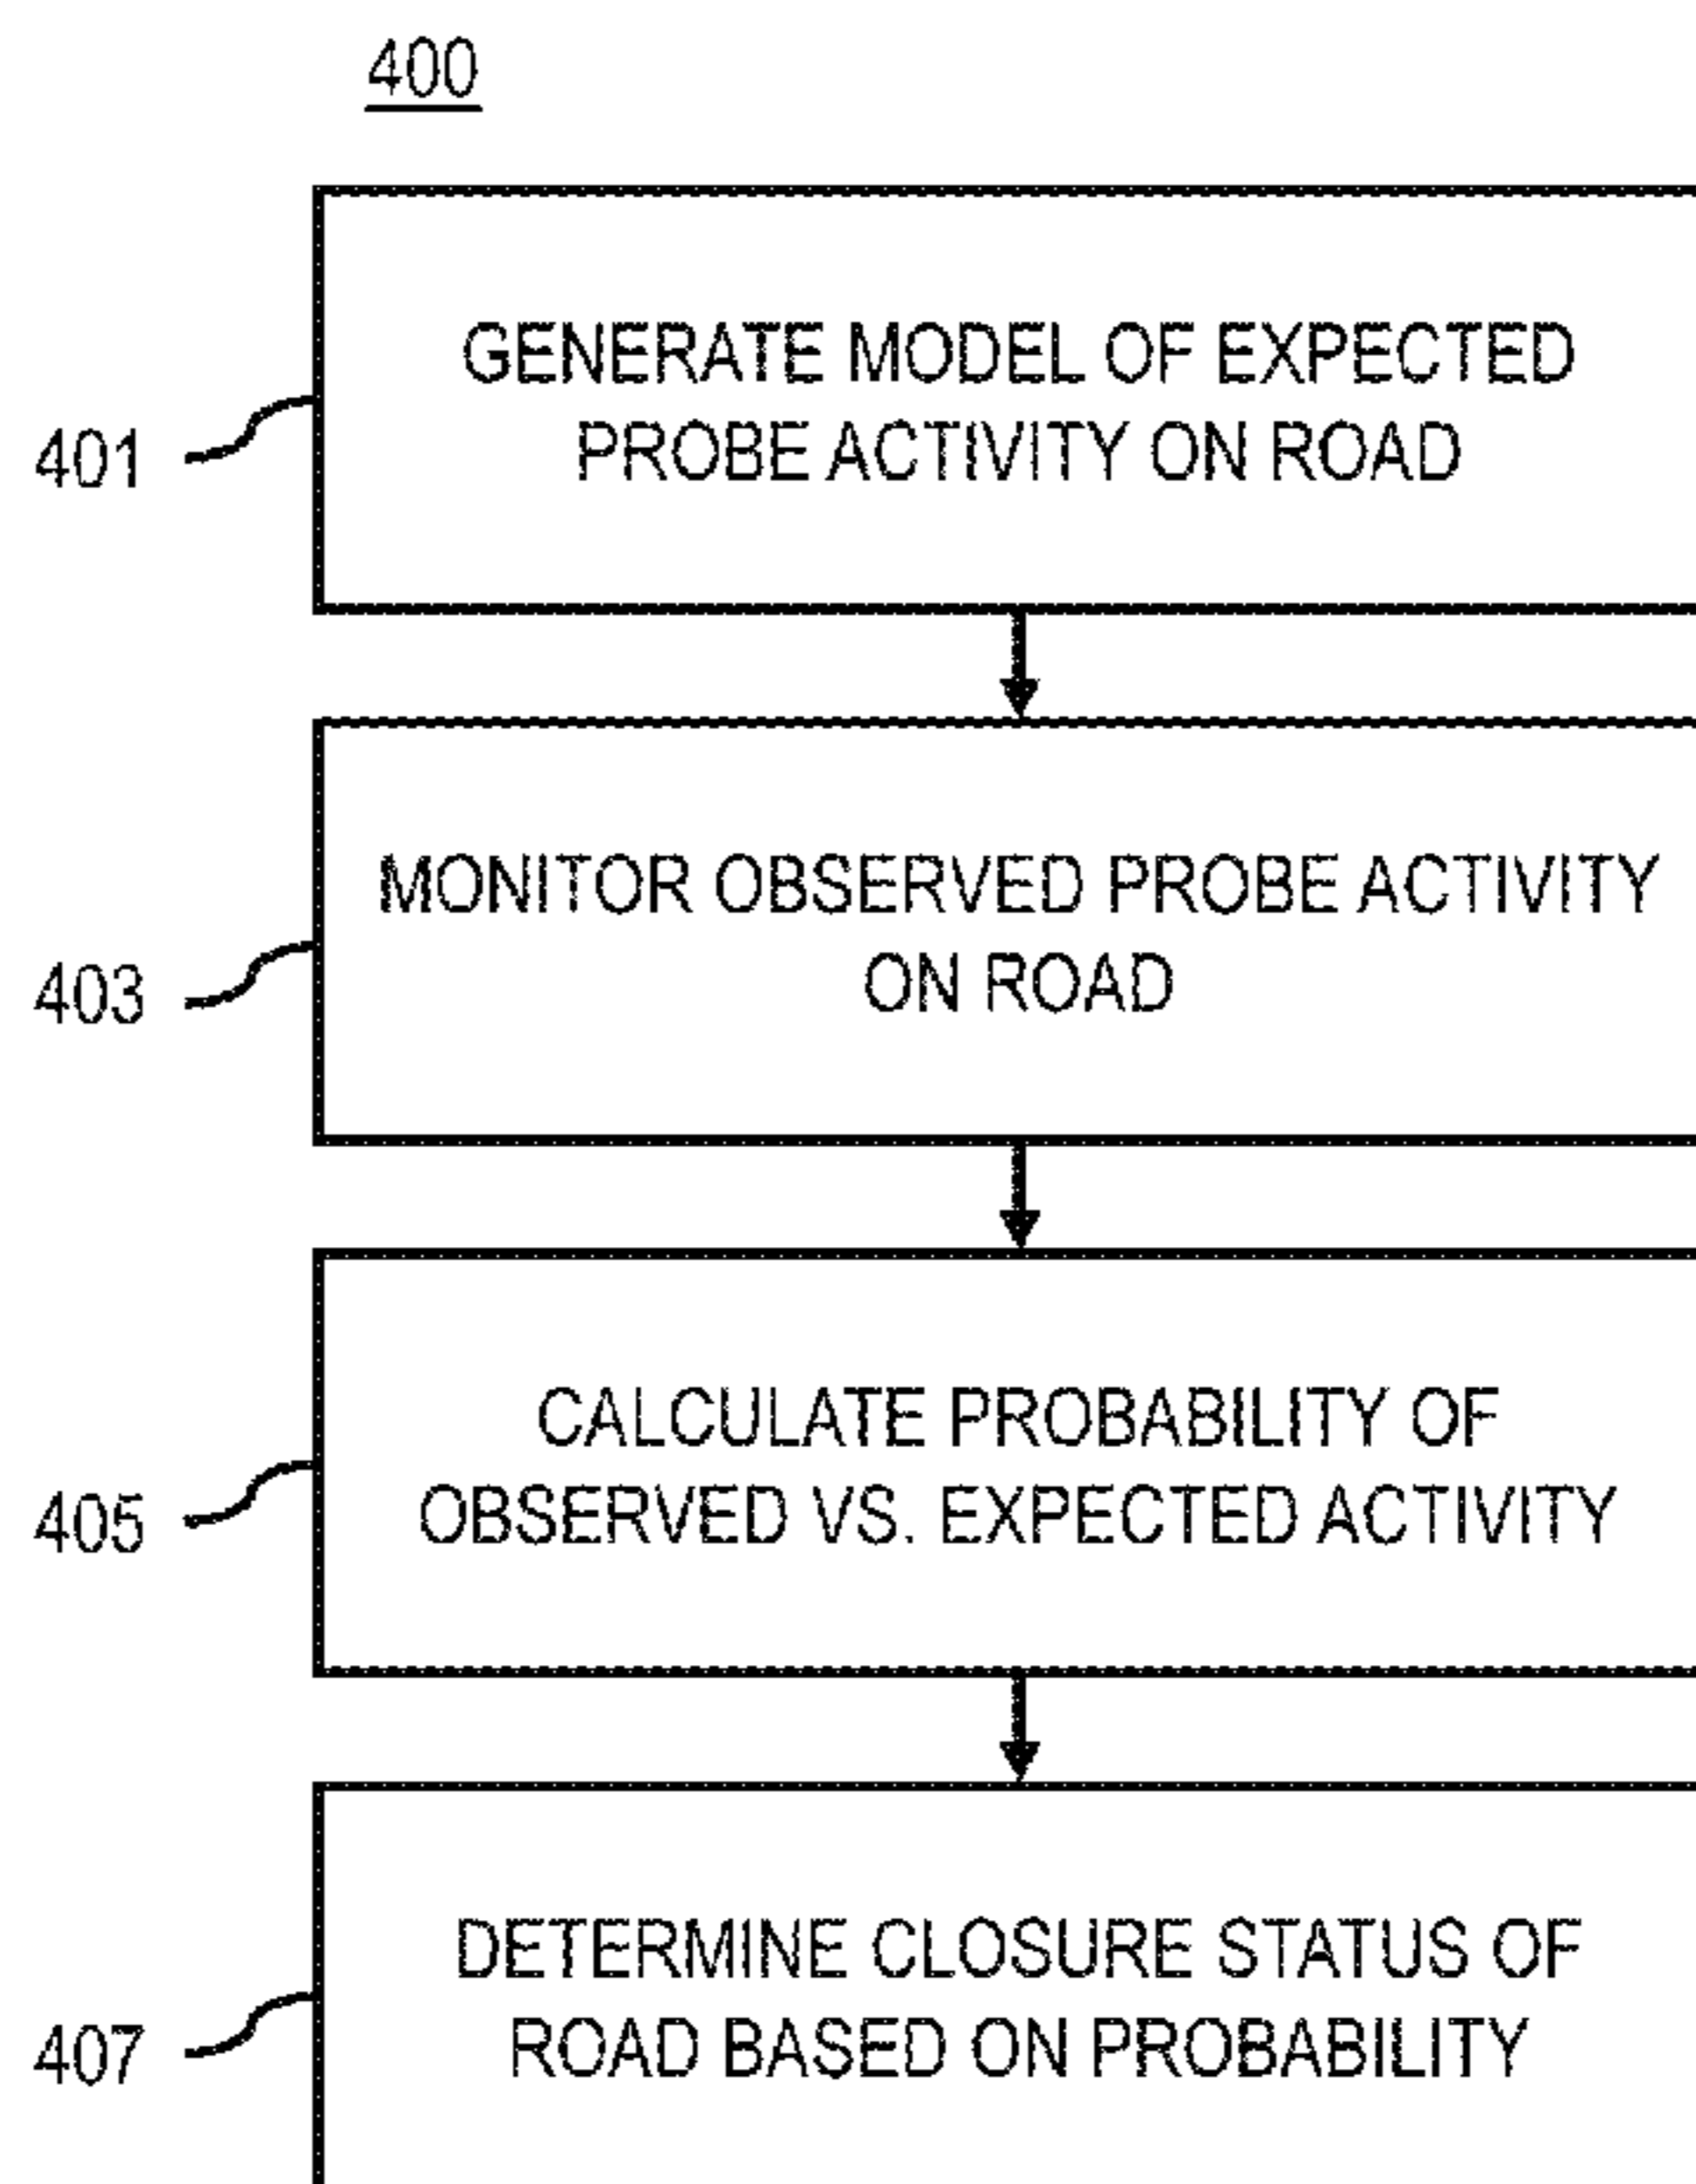 400
GENERATE MODEL OF EXPECTED
PROBE ACTIVITY ON ROAD
401
MONITOR OBSERVED PROBE ACTIVITY
ON ROAD
403
CALCULATE PROBABILITY OF
OBSERVED VS. EXPECTED ACTIVITY
405
DETERMINE CLOSURE STATUS OF
ROAD BASED ON PROBABILITY
407